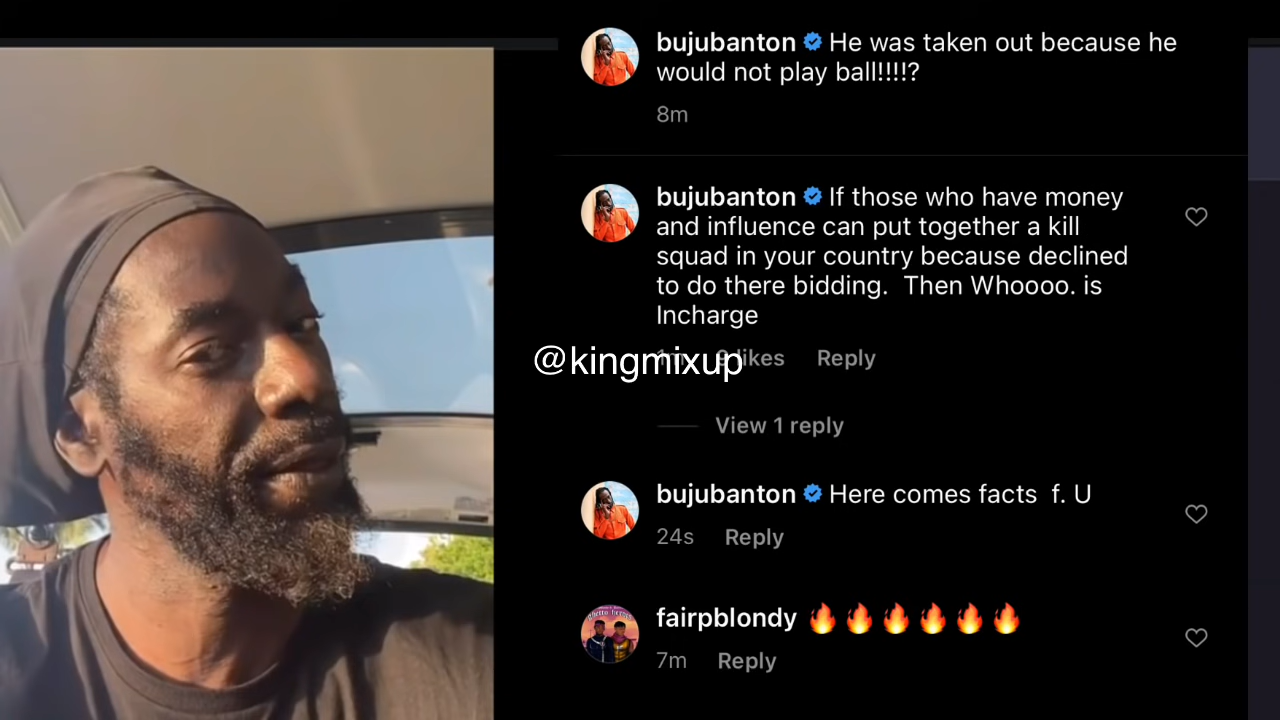 bujubanton He was taken out because he
would not play ball!!!!?
8m
bujubanton If those who have money
and influence can put together a kill
squad in your country because declined
to do there bidding.  Then Whoooo. is
Incharge
likes Reply
@kingmixup
View 1 reply
bujubanton Here comes facts  f. U
24s Reply
fairpblondy 🔥🔥🔥🔥🔥🔥
7m Reply